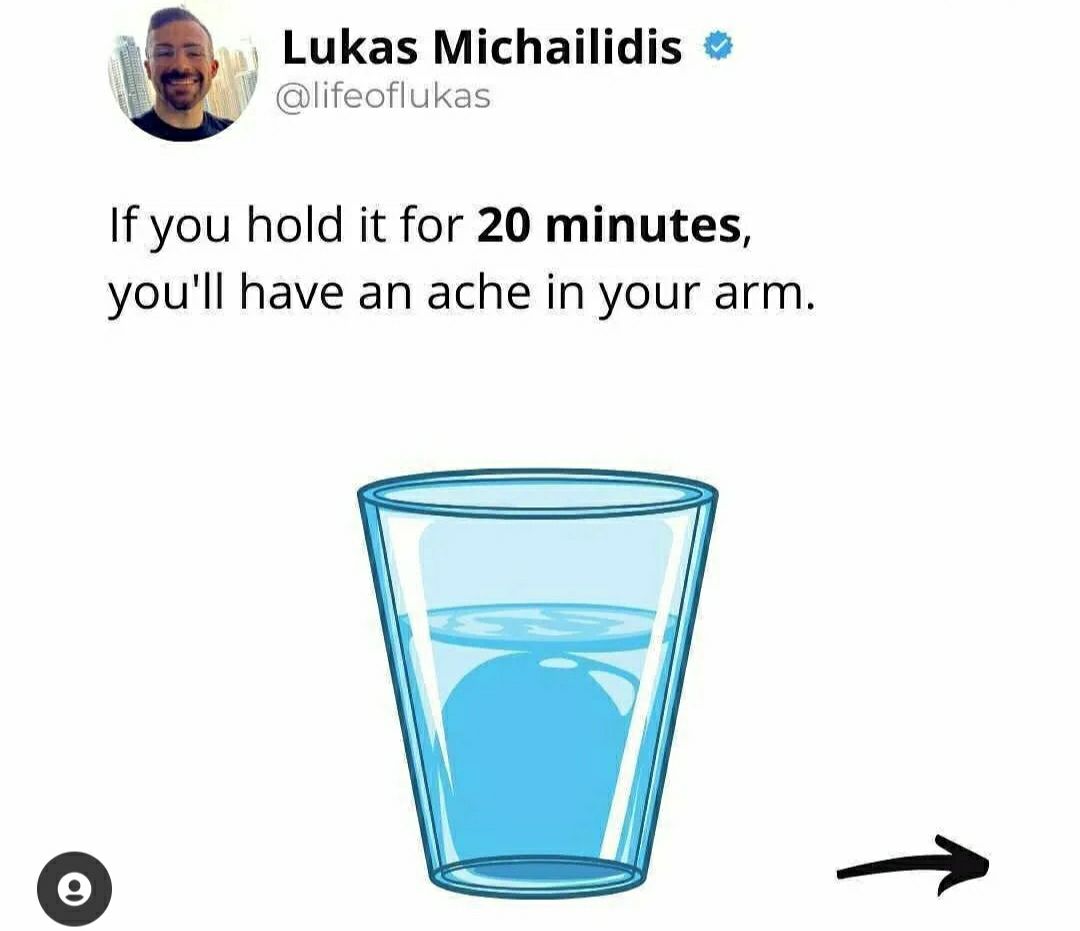 Lukas Michailidis
@lifeoflukas
If you hold it for 20 minutes,
you'll have an ache in your arm.